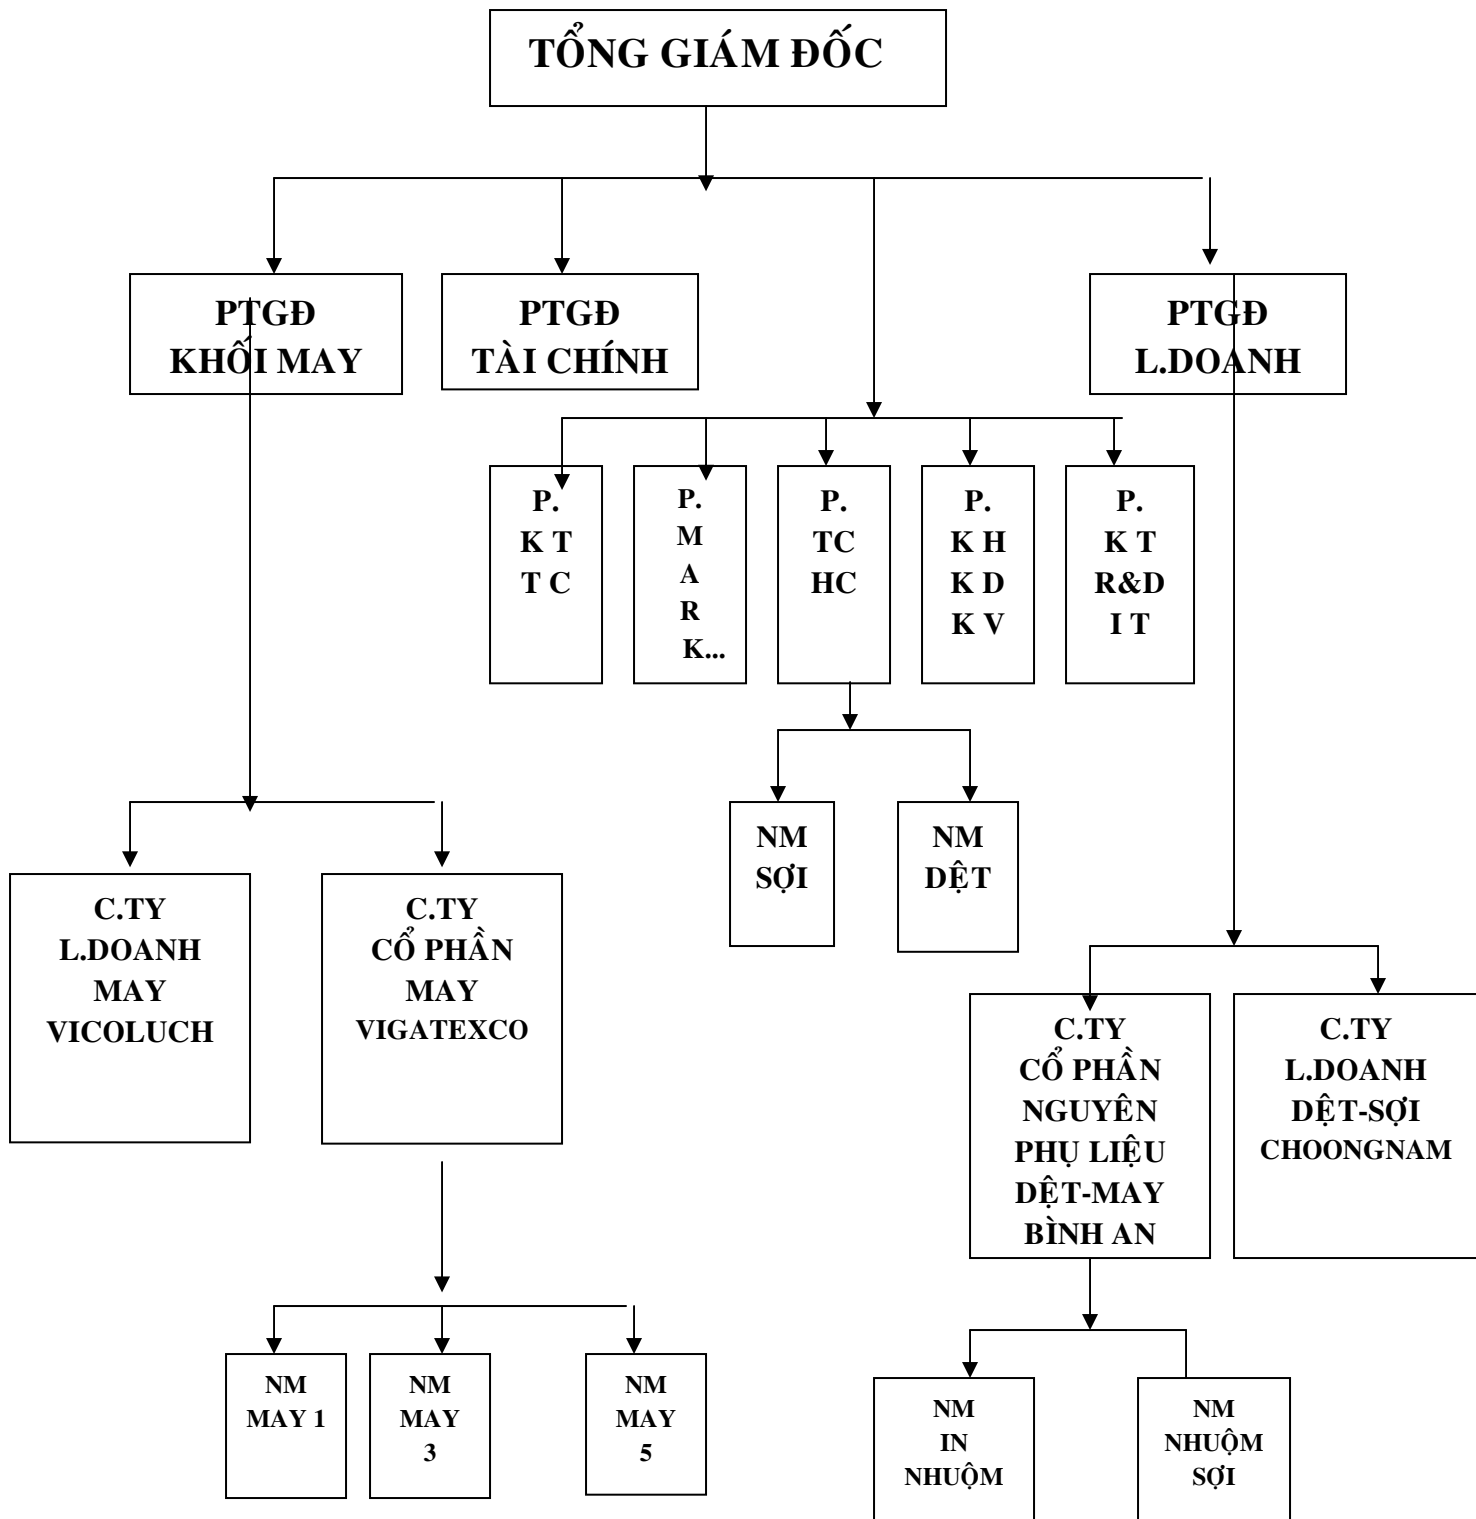 TỔNG GIÁM ĐỐC
PTGĐ
KHỐI MAY
PTGĐ
TÀI CHÍNH
PTGĐ
L.DOANH
P.
K T
T C
P.
M
A
R
K...
P.
TC
HC
P.
K H
K D
K V
P.
K T
R&D
I T
NM
SỢI
NM
DỆT
C.TY
L.DOANH
MAY
VICOLUCH
C.TY
CỔ PHẦN
MAY
VIGATEXCO
C.TY
CỔ PHẦN
NGUYÊN
PHỤ LIỆU
DỆT-MAY
BÌNH AN
C.TY
L.DOANH
DỆT-SỢI
CHOONGNAM
NM
MAY 1
NM
MAY
3
NM
MAY
5
NM
IN
NHUỘM
NM
NHUỘM
SỢI